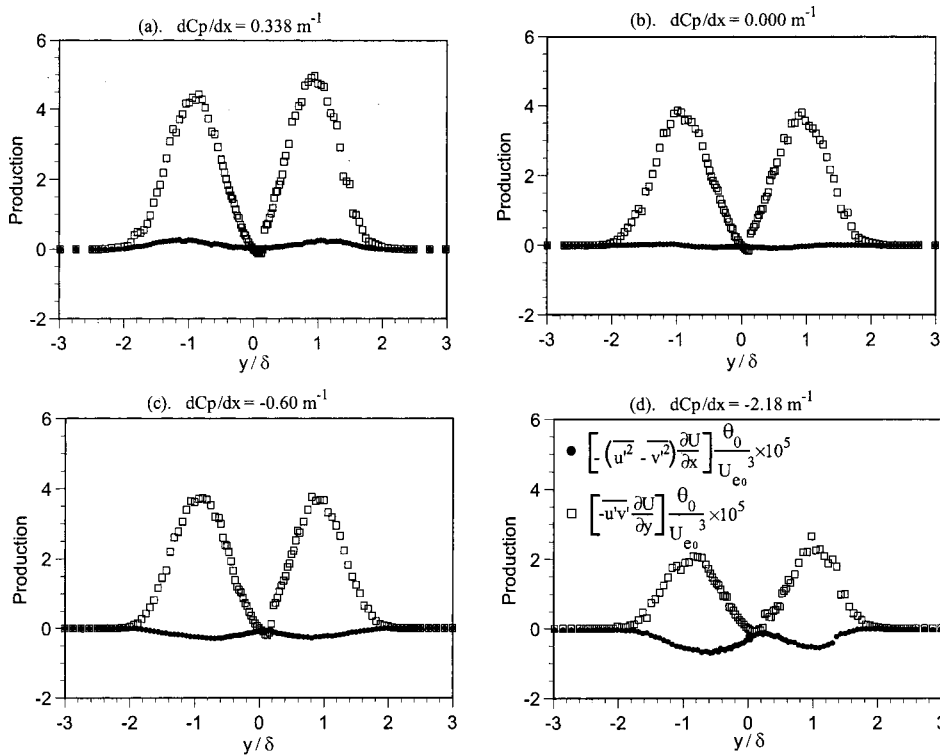 (a). dCp/dx = 0.338 m⁻¹
6
4
2
0
-2
Production
-3 -2 -1 0 1 2 3
y/δ
(b). dCp/dx = 0.000 m⁻¹
6
4
2
0
-2
Production
-3 -2 -1 0 1 2 3
y/δ
(c). dCp/dx = -0.60 m⁻¹
6
4
2
0
-2
Production
-3 -2 -1 0 1 2 3
y/δ
(d). dCp/dx = -2.18 m⁻¹
6
4
2
0
-2
Production
● [-(u'² - v'²) ∂U/∂x] θ₀/Ue₀³ ×10⁵
□ [-u'v' ∂U/∂y] θ₀/Ue₀³ ×10⁵
-3 -2 -1 0 1 2 3
y/δ